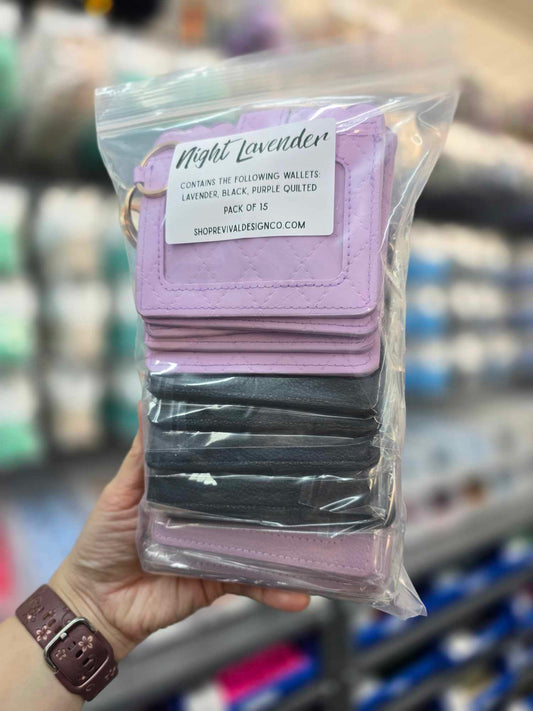 Night Lavender
CONTAINS THE FOLLOWING WALLETS:
LAVENDER, BLACK, PURPLE QUILTED
PACK OF 15
SHOPREVIVALDESIGNCO.COM